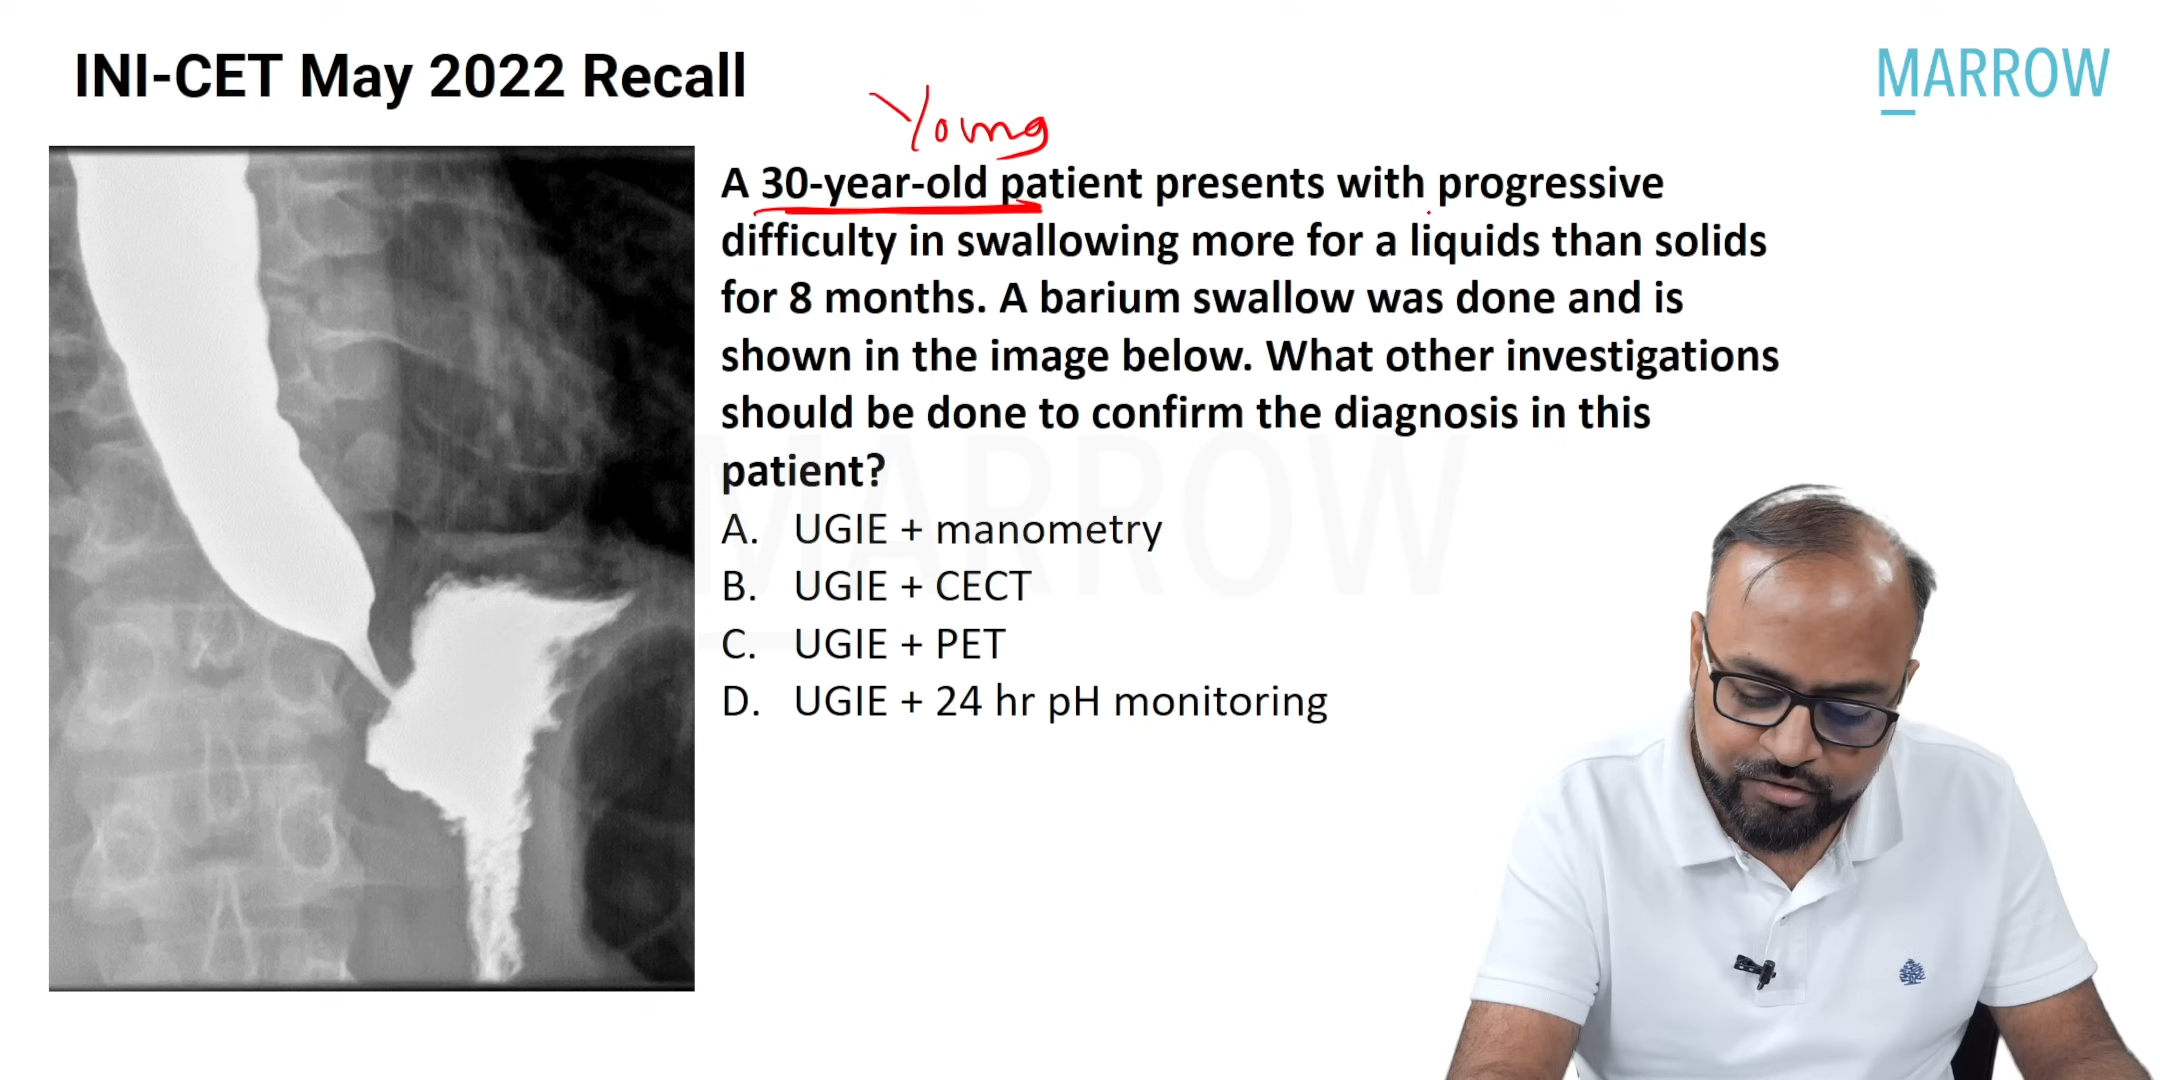 INI-CET May 2022 Recall
MARROW
Young
A 30-year-old patient presents with progressive
difficulty in swallowing more for a liquids than solids
for 8 months. A barium swallow was done and is
shown in the image below. What other investigations
should be done to confirm the diagnosis in this
patient?
MARROW
A. UGIE + manometry
B. UGIE + CECT
C. UGIE + PET
D. UGIE + 24 hr pH monitoring